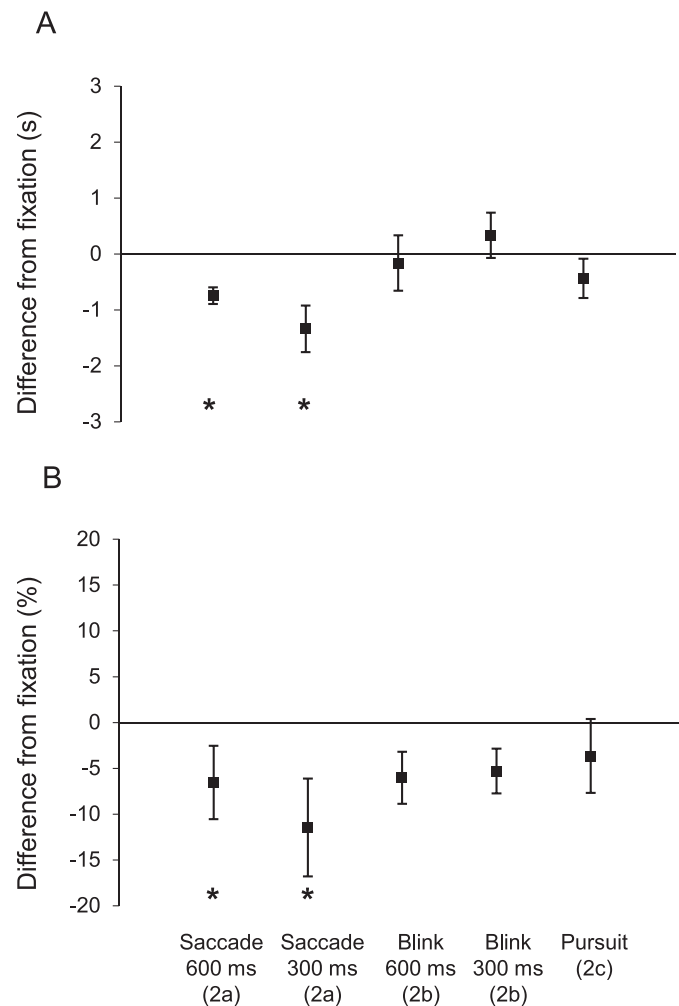 A
Difference from fixation (s)
3
2
1
0
-1
-2
-3
* *
B
Difference from fixation (%)
20
15
10
5
0
-5
-10
-15
-20
* *
Saccade Saccade Blink Blink Pursuit
600 ms 300 ms 600 ms 300 ms (2c)
(2a) (2a) (2b) (2b)